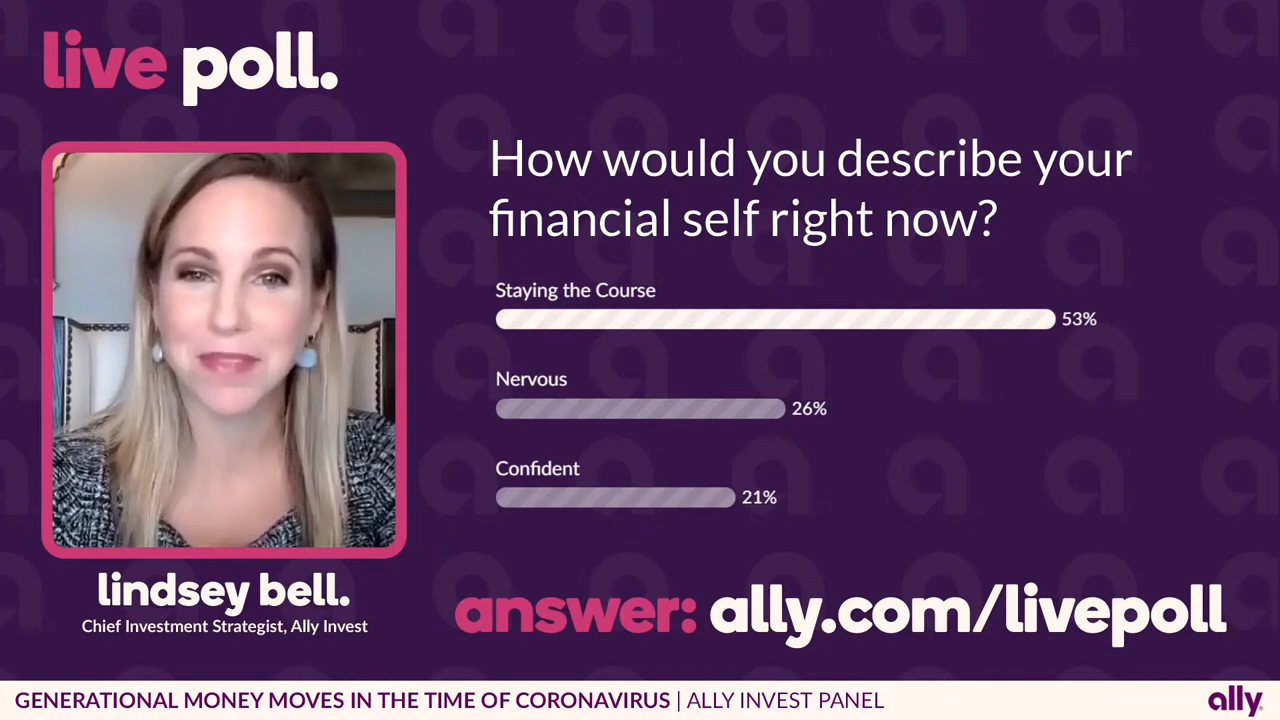 live poll.
How would you describe your
financial self right now?
Staying the Course
53%
Nervous
26%
Confident
21%
lindsey bell.
Chief Investment Strategist, Ally Invest
answer: ally.com/livepoll
GENERATIONAL MONEY MOVES IN THE TIME OF CORONAVIRUS | ALLY INVEST PANEL
ally